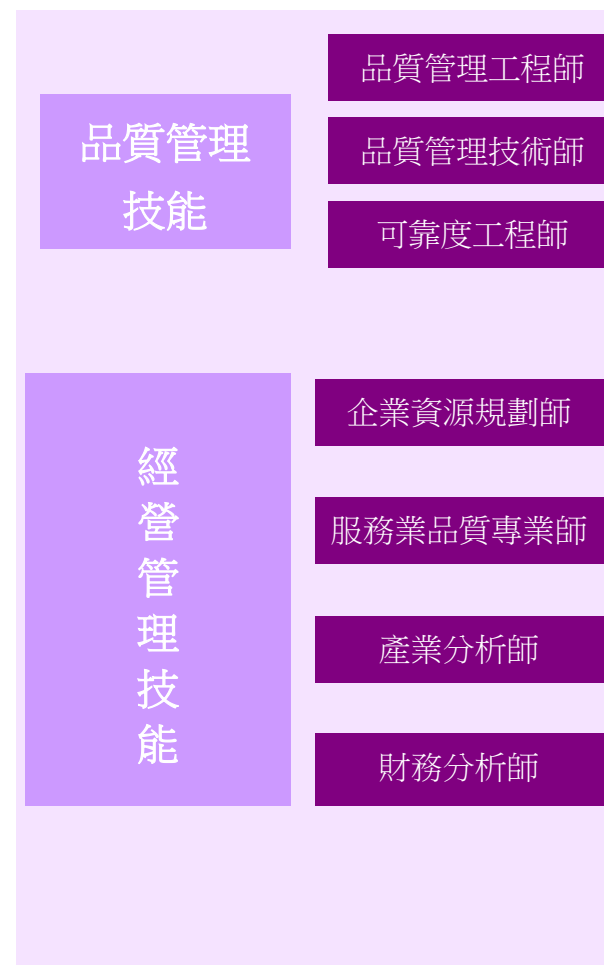 品質管理
技能
品質管理工程師
品質管理技術師
可靠度工程師
經
營
管
理
技
能
企業資源規劃師
服務業品質專業師
產業分析師
財務分析師